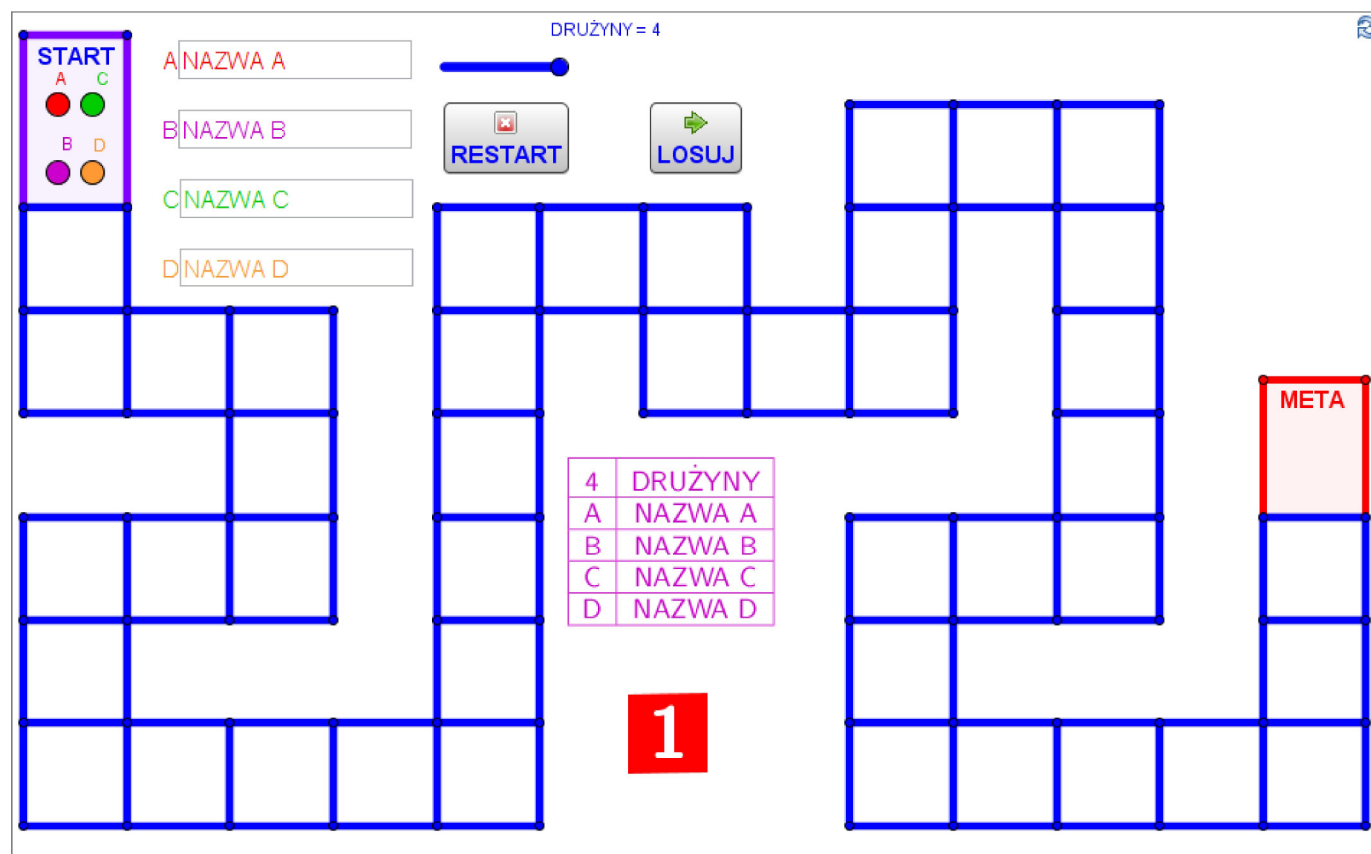 DRUŻYNY = 4
START
A C
B D
A NAZWA A
B NAZWA B
C NAZWA C
D NAZWA D
RESTART
LOSUJ
META
4 DRUŻYNY
A NAZWA A
B NAZWA B
C NAZWA C
D NAZWA D
1